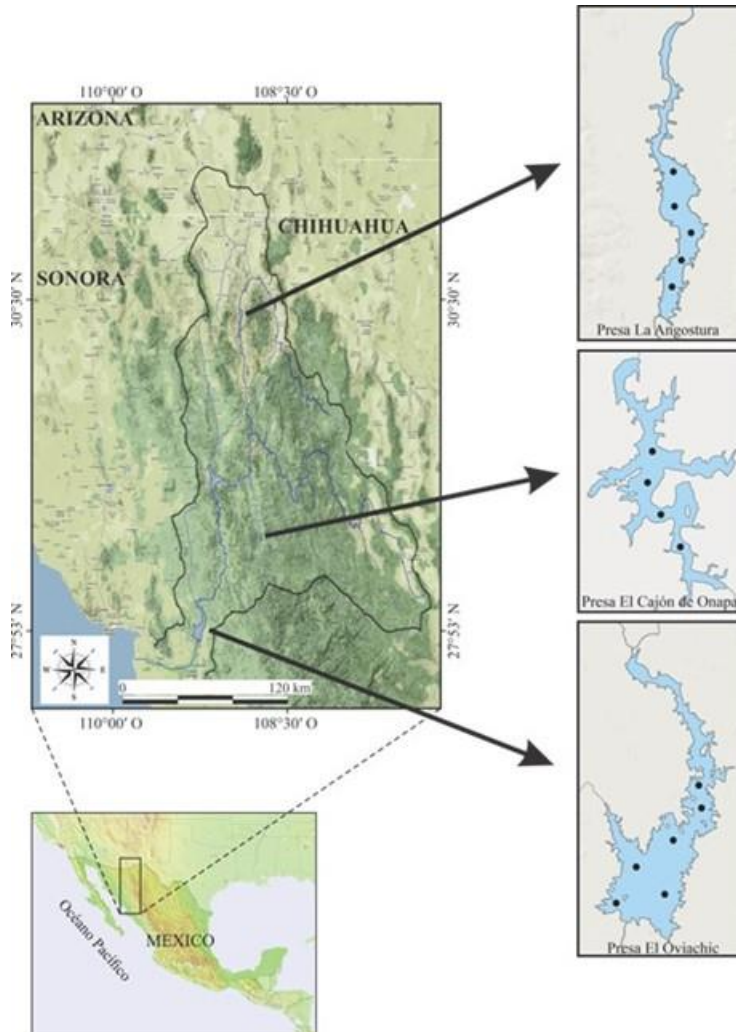 110°00′ O
108°30′ O
ARIZONA
CHIHUAHUA
SONORA
30°30′ N
30°30′ N
27°53′ N
27°53′ N
N
W
E
S
0
120 km
110°00′ O
108°30′ O
Presa La Angostura
Presa El Cajón de Onapa
Presa El Oviachic
Océano Pacífico
MEXICO